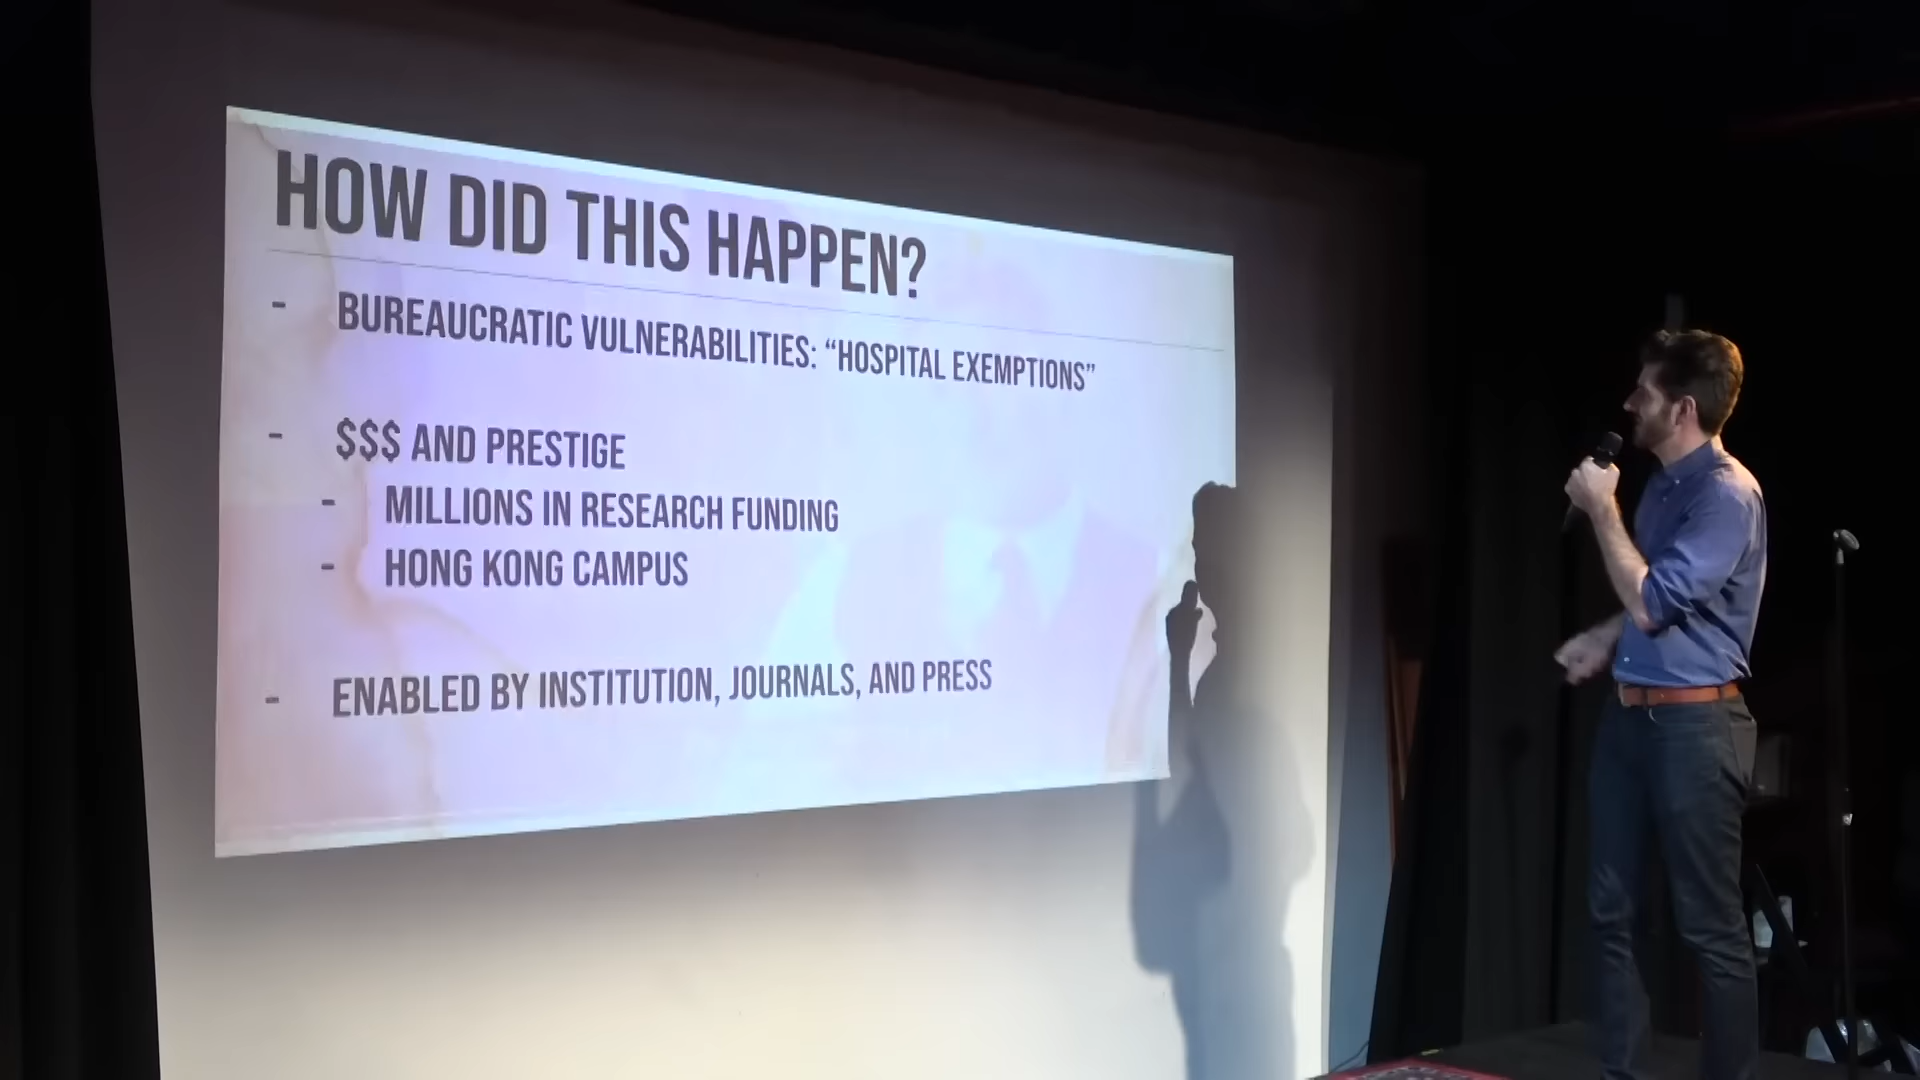 HOW DID THIS HAPPEN?
- BUREAUCRATIC VULNERABILITIES: “HOSPITAL EXEMPTIONS”
- $$$ AND PRESTIGE
- MILLIONS IN RESEARCH FUNDING
- HONG KONG CAMPUS
- ENABLED BY INSTITUTION, JOURNALS, AND PRESS